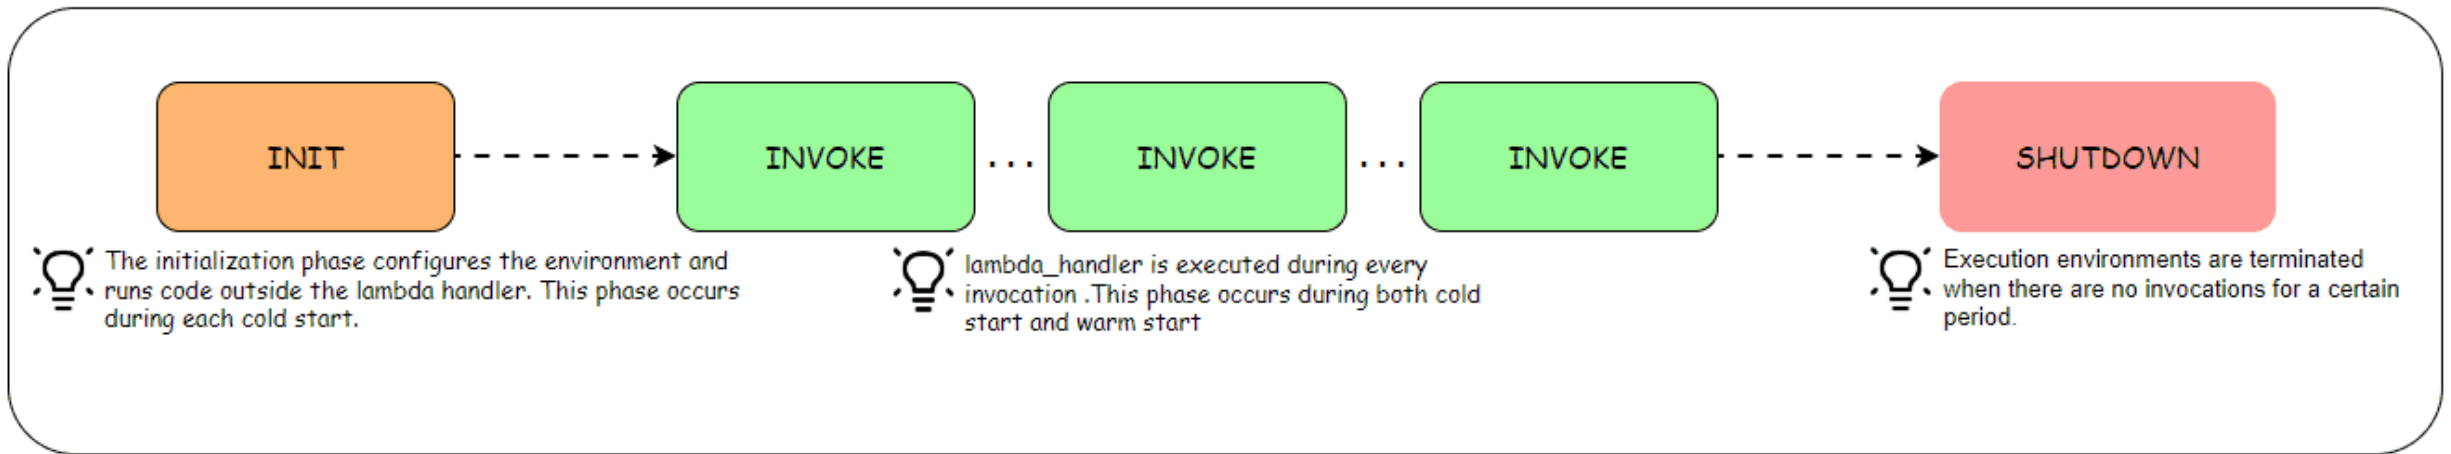 INIT
INVOKE
...
INVOKE
...
INVOKE
SHUTDOWN
The initialization phase configures the environment and
runs code outside the lambda handler. This phase occurs
during each cold start.
lambda_handler is executed during every
invocation .This phase occurs during both cold
start and warm start
Execution environments are terminated
when there are no invocations for a certain
period.